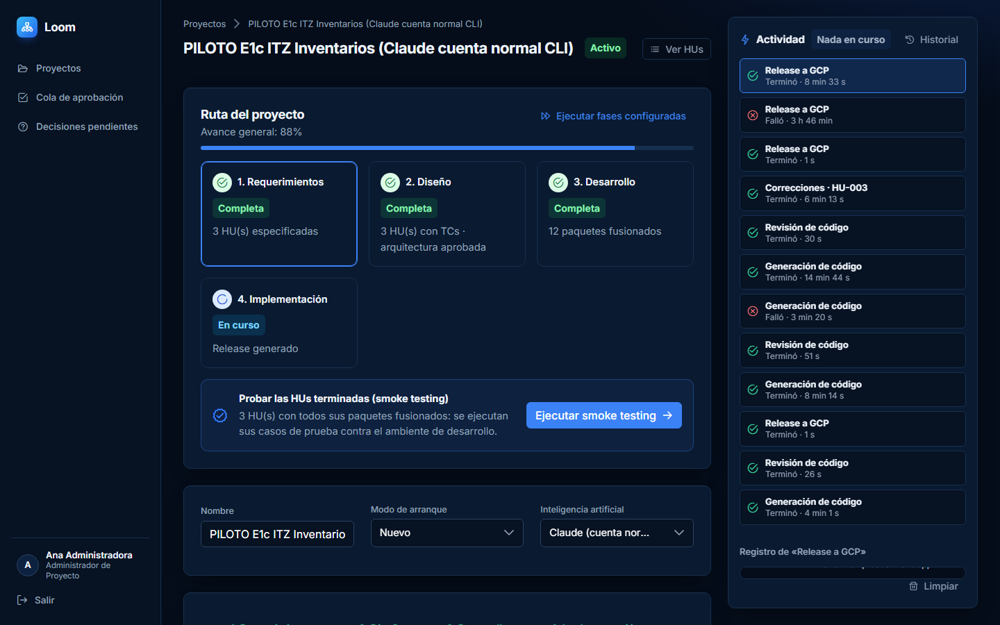 Loom
Proyectos
Cola de aprobación
Decisiones pendientes
A
Ana Administradora
Administrador de
Proyecto
Salir
Proyectos
PILOTO E1c ITZ Inventarios (Claude cuenta normal CLI)
PILOTO E1c ITZ Inventarios (Claude cuenta normal CLI)
Activo
Ver HUs
Ruta del proyecto
Avance general: 88%
Ejecutar fases configuradas
1. Requerimientos
Completa
3 HU(s) especificadas
2. Diseño
Completa
3 HU(s) con TCs ·
arquitectura aprobada
3. Desarrollo
Completa
12 paquetes fusionados
4. Implementación
En curso
Release generado
Probar las HUs terminadas (smoke testing)
3 HU(s) con todos sus paquetes fusionados: se ejecutan
sus casos de prueba contra el ambiente de desarrollo.
Ejecutar smoke testing
Nombre
PILOTO E1c ITZ Inventario
Modo de arranque
Nuevo
Inteligencia artificial
Claude (cuenta nor...
Actividad
Nada en curso
Historial
Release a GCP
Terminó · 8 min 33 s
Release a GCP
Falló · 3 h 46 min
Release a GCP
Terminó · 1 s
Correcciones · HU-003
Terminó · 6 min 13 s
Revisión de código
Terminó · 30 s
Generación de código
Terminó · 14 min 44 s
Generación de código
Falló · 3 min 20 s
Revisión de código
Terminó · 51 s
Generación de código
Terminó · 8 min 14 s
Release a GCP
Terminó · 1 s
Revisión de código
Terminó · 26 s
Generación de código
Terminó · 4 min 1 s
Registro de «Release a GCP»
Limpiar